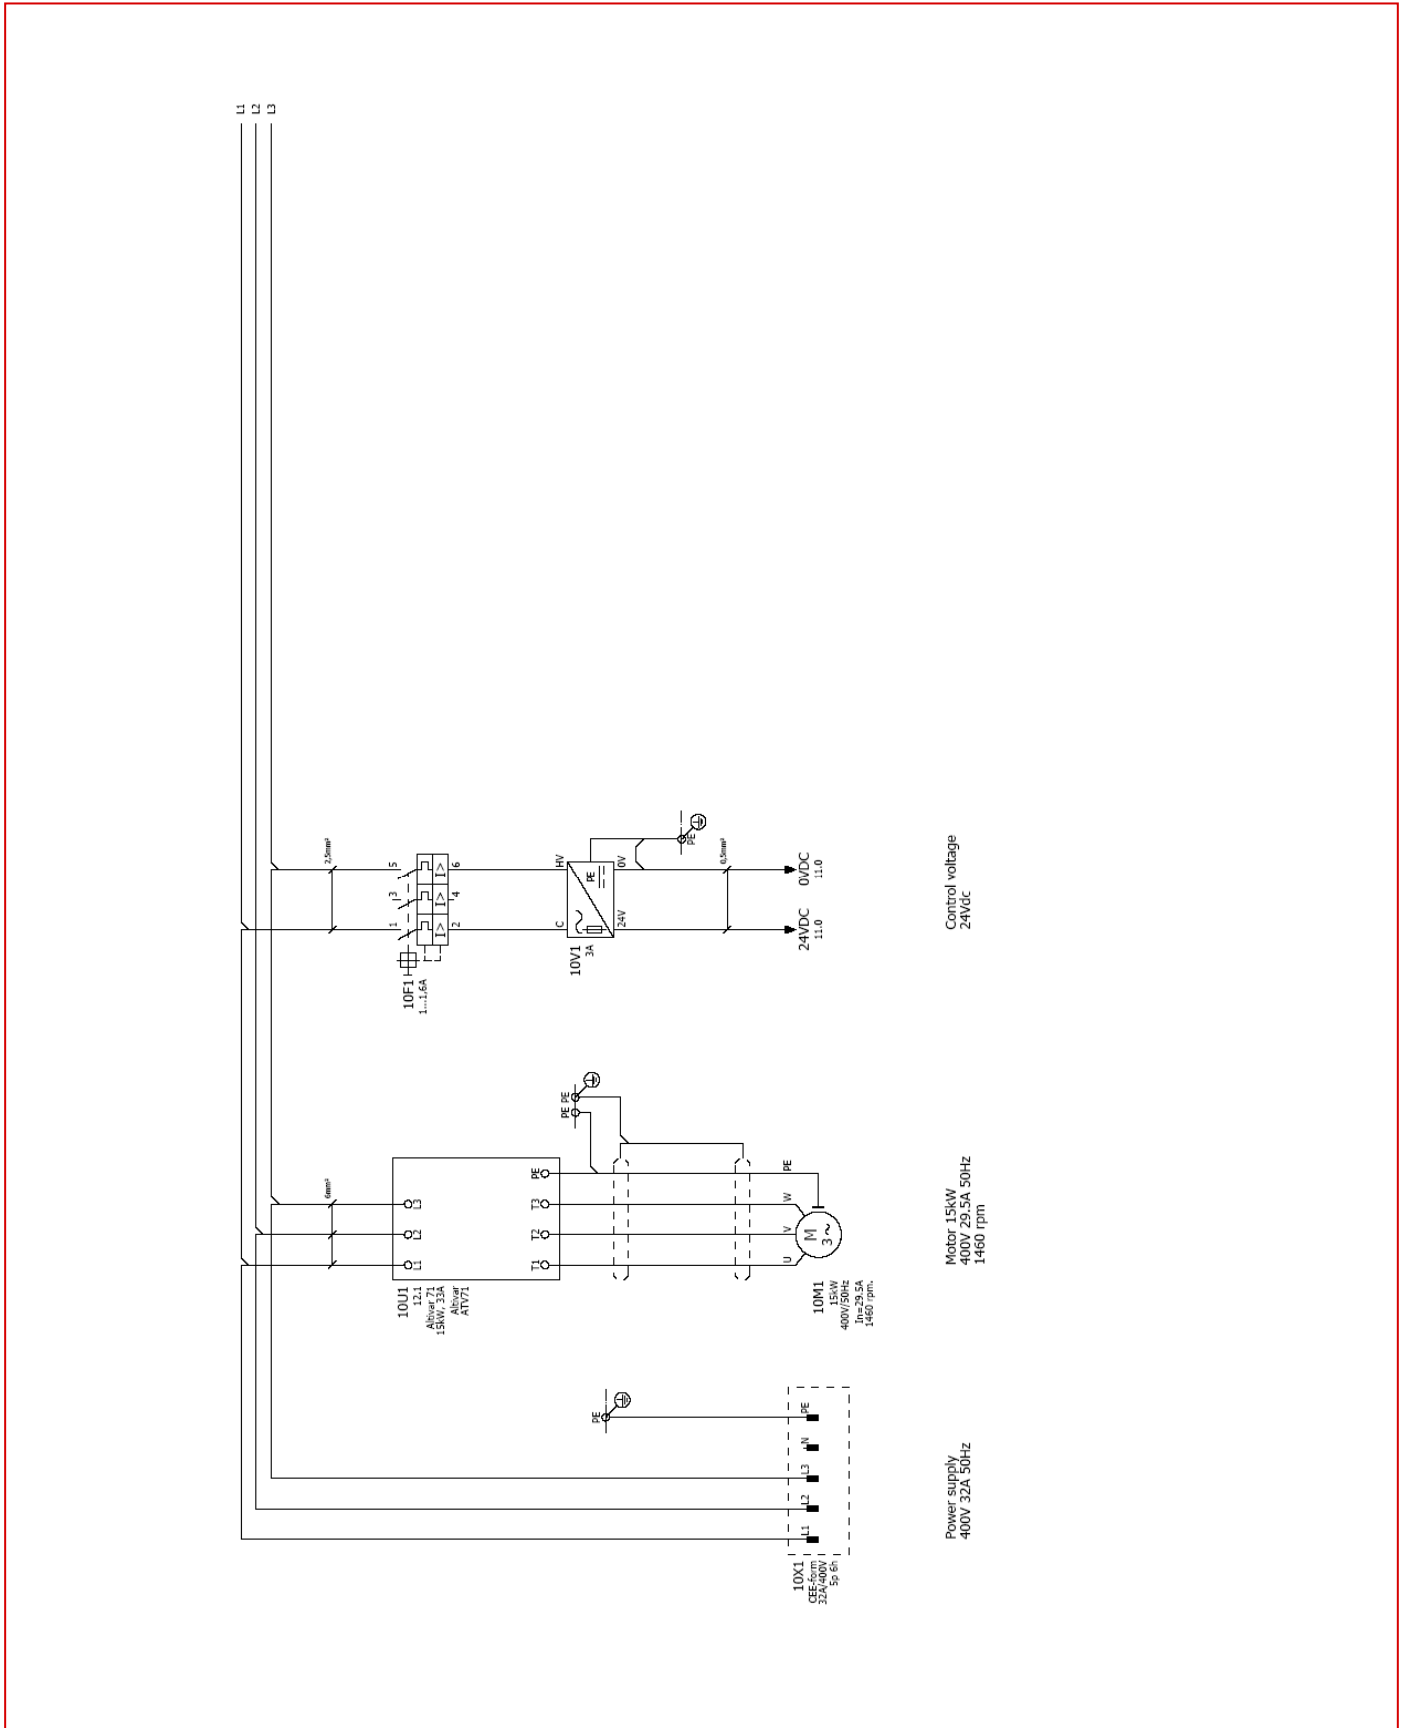 L1
L2
L3
2,5mm²
1
3
5
2
4
6
I>
I>
I>
10F1
1...1,6A
C
HV
PE
24V
0V
10V1
3A
PE
0,5mm²
24VDC
11.0
0VDC
11.0
Control voltage
24Vdc
6mm²
L1
L2
L3
T1
T2
T3
PE
10U1
12.1
Altivar 71
15kW, 33A
Altivar
ATV71
PE
PE
U
V
W
PE
M
3~
10M1
15kW
400V/50Hz
In=29.5A
1460 rpm.
Motor 15kW
400V 29.5A 50Hz
1460 rpm
PE
L1
L2
L3
N
PE
10X1
CEE-form
32A/400V
5p 6h
Power supply
400V 32A 50Hz